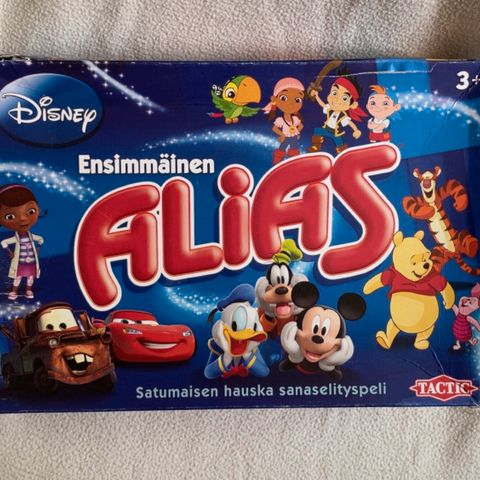 Disney
3+
Ensimmäinen
ALIAS
Satumaisen hauska sanaselityspeli
TACTIC